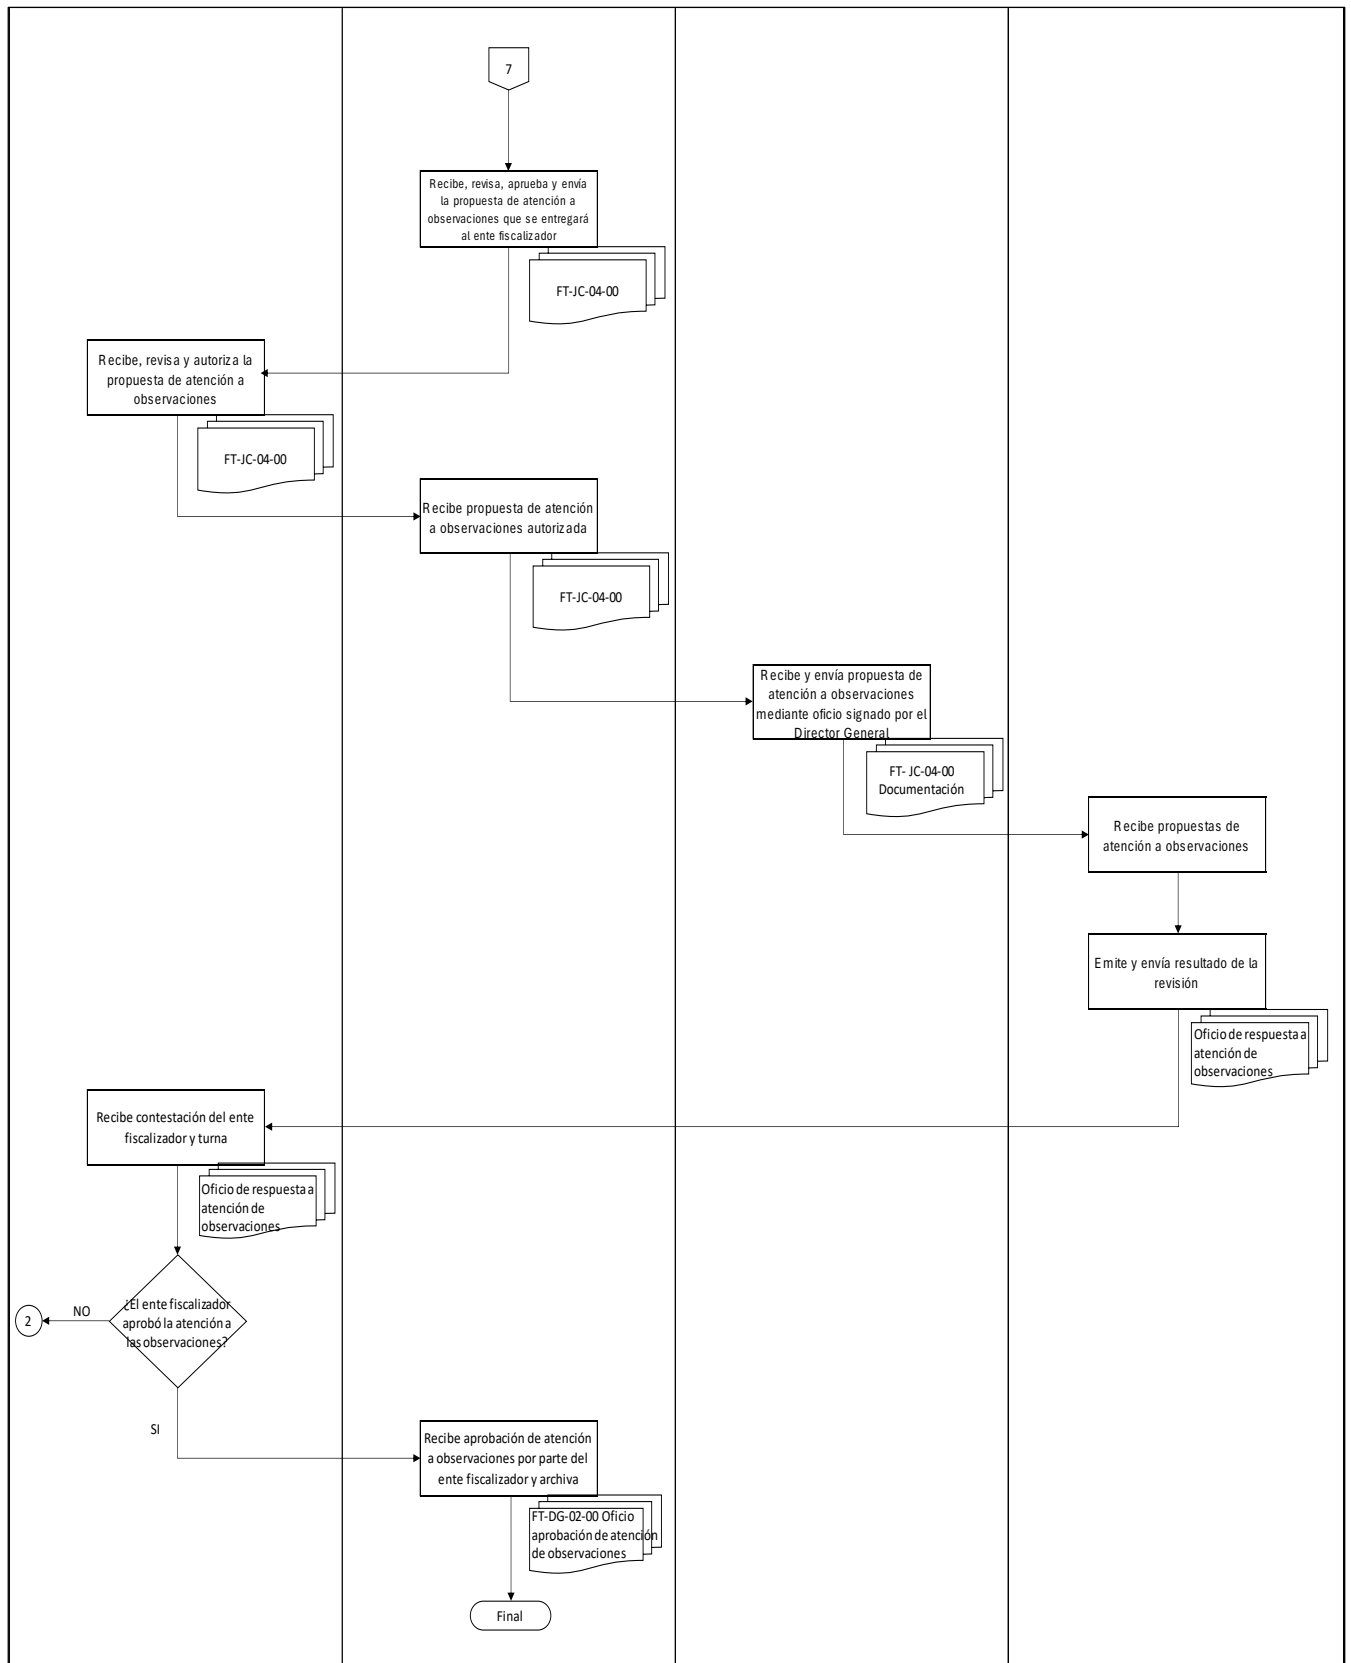 7
Recibe, revisa, aprueba y envía
la propuesta de atención a
observaciones que se entregará
al ente fiscalizador
FT-JC-04-00
Recibe, revisa y autoriza la
propuesta de atención a
observaciones
FT-JC-04-00
Recibe propuesta de atención
a observaciones autorizada
FT-JC-04-00
Recibe y envía propuesta de
atención a observaciones
mediante oficio signado por el
Director General
FT- JC-04-00
Documentación
Recibe propuestas de
atención a observaciones
Emite y envía resultado de la
revisión
Oficio de respuesta a
atención de
observaciones
Recibe contestación del ente
fiscalizador y turna
Oficio de respuesta a
atención de
observaciones
¿El ente fiscalizador
aprobó la atención a
las observaciones?
NO
2
SI
Recibe aprobación de atención
a observaciones por parte del
ente fiscalizador y archiva
FT-DG-02-00 Oficio
aprobación de atención
de observaciones
Final